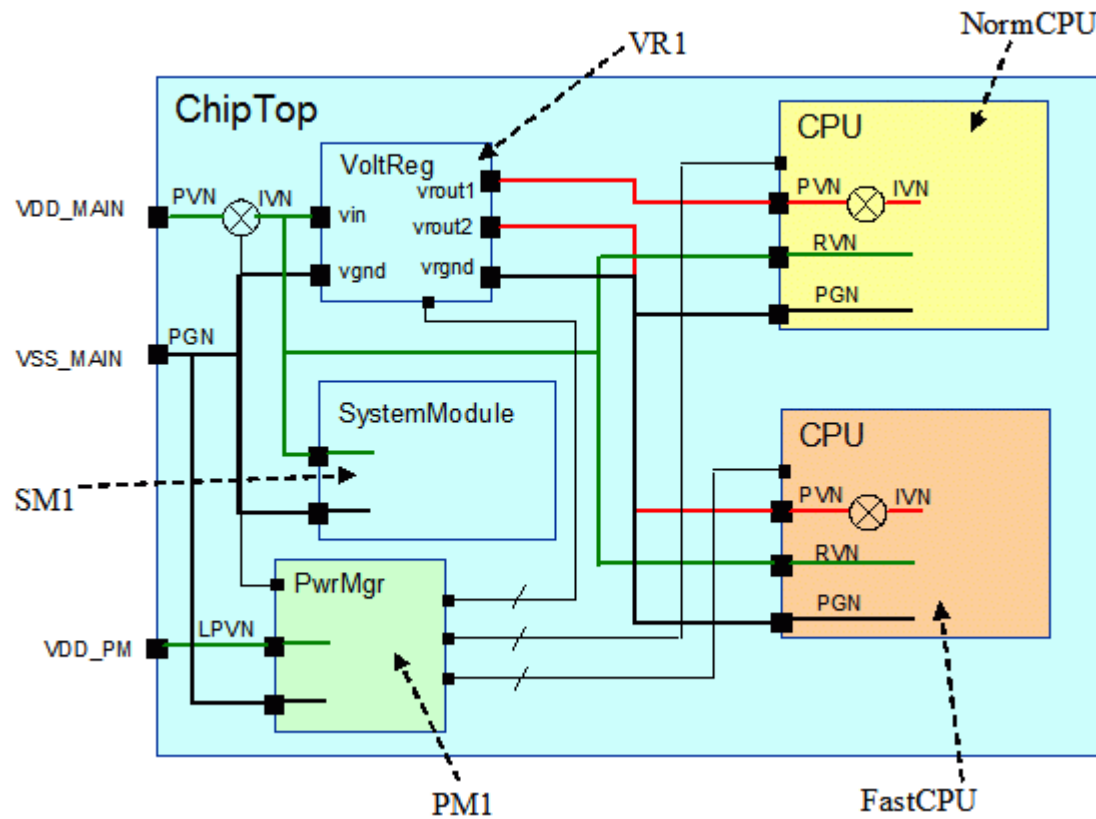 NormCPU
VR1
ChipTop
CPU
VoltReg
PVN
IVN
vrout1
PVN
IVN
VDD_MAIN
vin
vrout2
RVN
vgnd
vrgnd
PGN
PGN
VSS_MAIN
SystemModule
CPU
SM1
PVN
IVN
RVN
PwrMgr
PGN
LPVN
VDD_PM
PM1
FastCPU